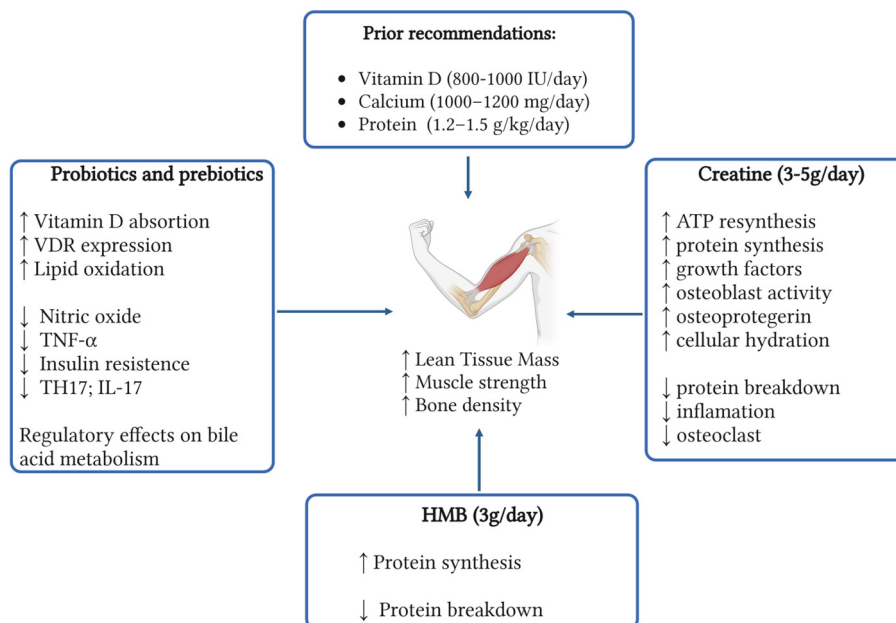 Prior recommendations:
• Vitamin D (800-1000 IU/day)
• Calcium (1000–1200 mg/day)
• Protein (1.2–1.5 g/kg/day)
Probiotics and prebiotics
↑ Vitamin D absortion
↑ VDR expression
↑ Lipid oxidation
↓ Nitric oxide
↓ TNF-α
↓ Insulin resistence
↓ TH17; IL-17
Regulatory effects on bile
acid metabolism
↑ Lean Tissue Mass
↑ Muscle strength
↑ Bone density
Creatine (3-5g/day)
↑ ATP resynthesis
↑ protein synthesis
↑ growth factors
↑ osteoblast activity
↑ osteoprotegerin
↑ cellular hydration
↓ protein breakdown
↓ inflamation
↓ osteoclast
HMB (3g/day)
↑ Protein synthesis
↓ Protein breakdown